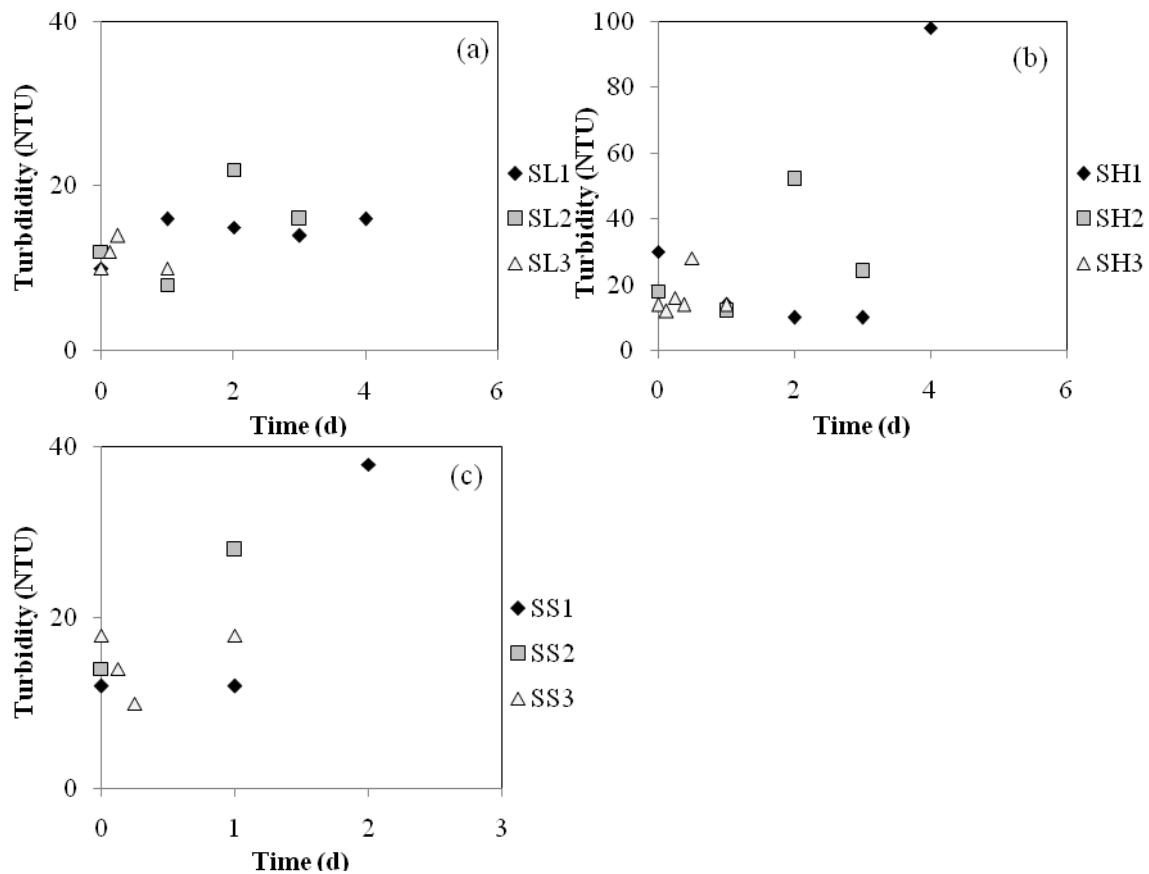 (a)
40
20
0
Turbdidity (NTU)
0 2 4 6
Time (d)
SL1
SL2
SL3
(b)
100
80
60
40
20
0
Turbidity (NTU)
0 2 4 6
Time (d)
SH1
SH2
SH3
(c)
40
20
0
Turbidity (NTU)
0 1 2 3
Time (d)
SS1
SS2
SS3